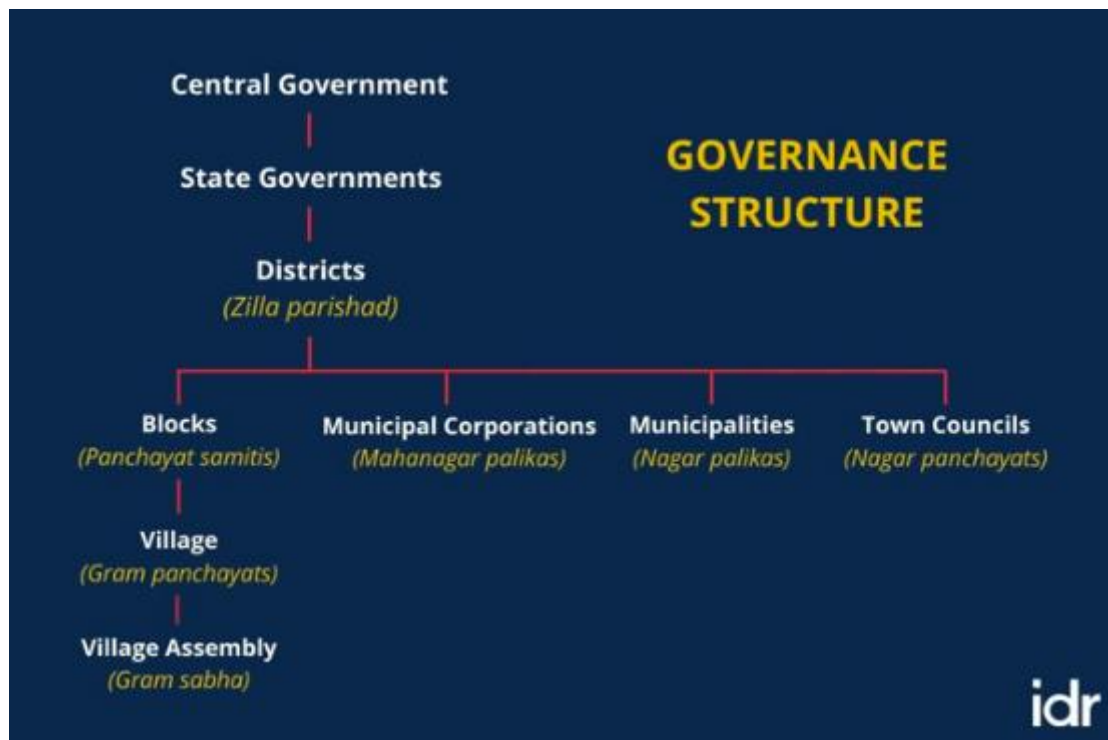 Central Government
GOVERNANCE
STRUCTURE
State Governments
Districts
(Zilla parishad)
Blocks
(Panchayat samitis)
Municipal Corporations
(Mahanagar palikas)
Municipalities
(Nagar palikas)
Town Councils
(Nagar panchayats)
Village
(Gram panchayats)
Village Assembly
(Gram sabha)
idr